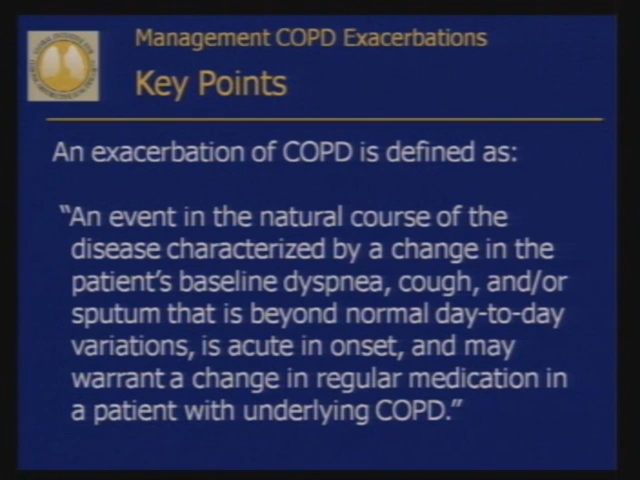 Management COPD Exacerbations
Key Points
An exacerbation of COPD is defined as:
“An event in the natural course of the
disease characterized by a change in the
patient’s baseline dyspnea, cough, and/or
sputum that is beyond normal day-to-day
variations, is acute in onset, and may
warrant a change in regular medication in
a patient with underlying COPD.”